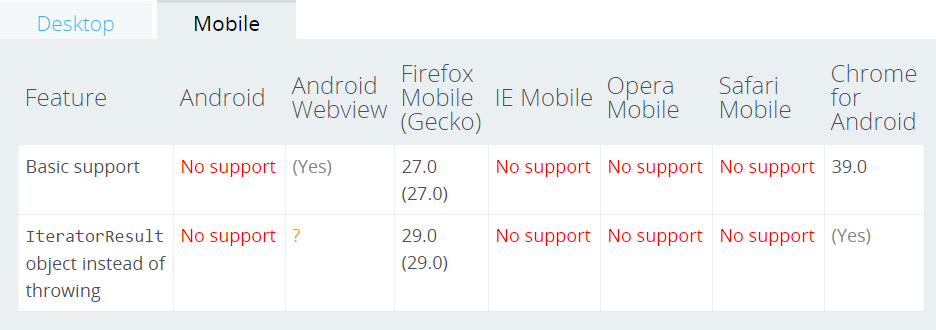 Desktop
Mobile
Feature
Android
Android
Webview
Firefox
Mobile
(Gecko)
IE Mobile
Opera
Mobile
Safari
Mobile
Chrome
for
Android
Basic support
No support
(Yes)
27.0
(27.0)
No support
No support
No support
39.0
IteratorResult
object instead of
throwing
No support
?
29.0
(29.0)
No support
No support
No support
(Yes)